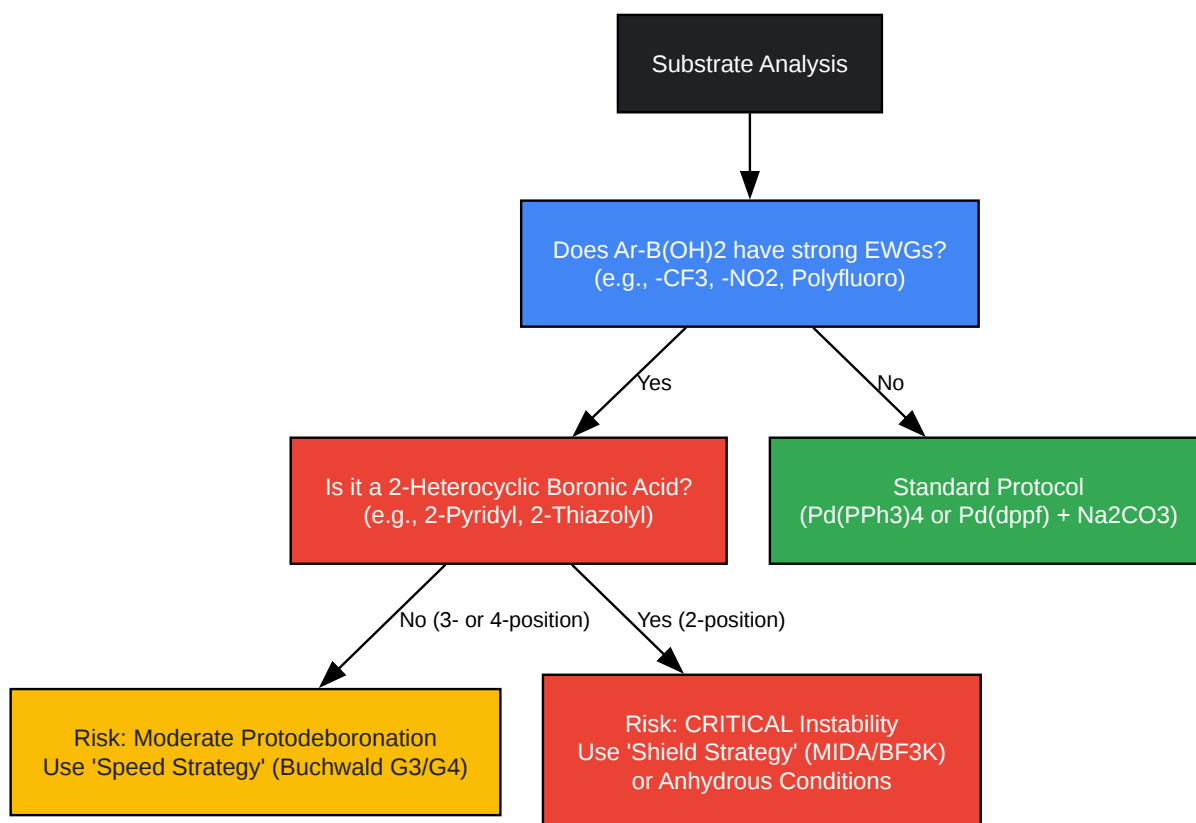 Substrate Analysis
Does Ar-B(OH)2 have strong EWGs?
(e.g., -CF3, -NO2, Polyfluoro)
Yes
No
Is it a 2-Heterocyclic Boronic Acid?
(e.g., 2-Pyridyl, 2-Thiazolyl)
Standard Protocol
(Pd(PPh3)4 or Pd(dppf) + Na2CO3)
No (3- or 4-position)
Yes (2-position)
Risk: Moderate Protodeboronation
Use 'Speed Strategy' (Buchwald G3/G4)
Risk: CRITICAL Instability
Use 'Shield Strategy' (MIDA/BF3K)
or Anhydrous Conditions